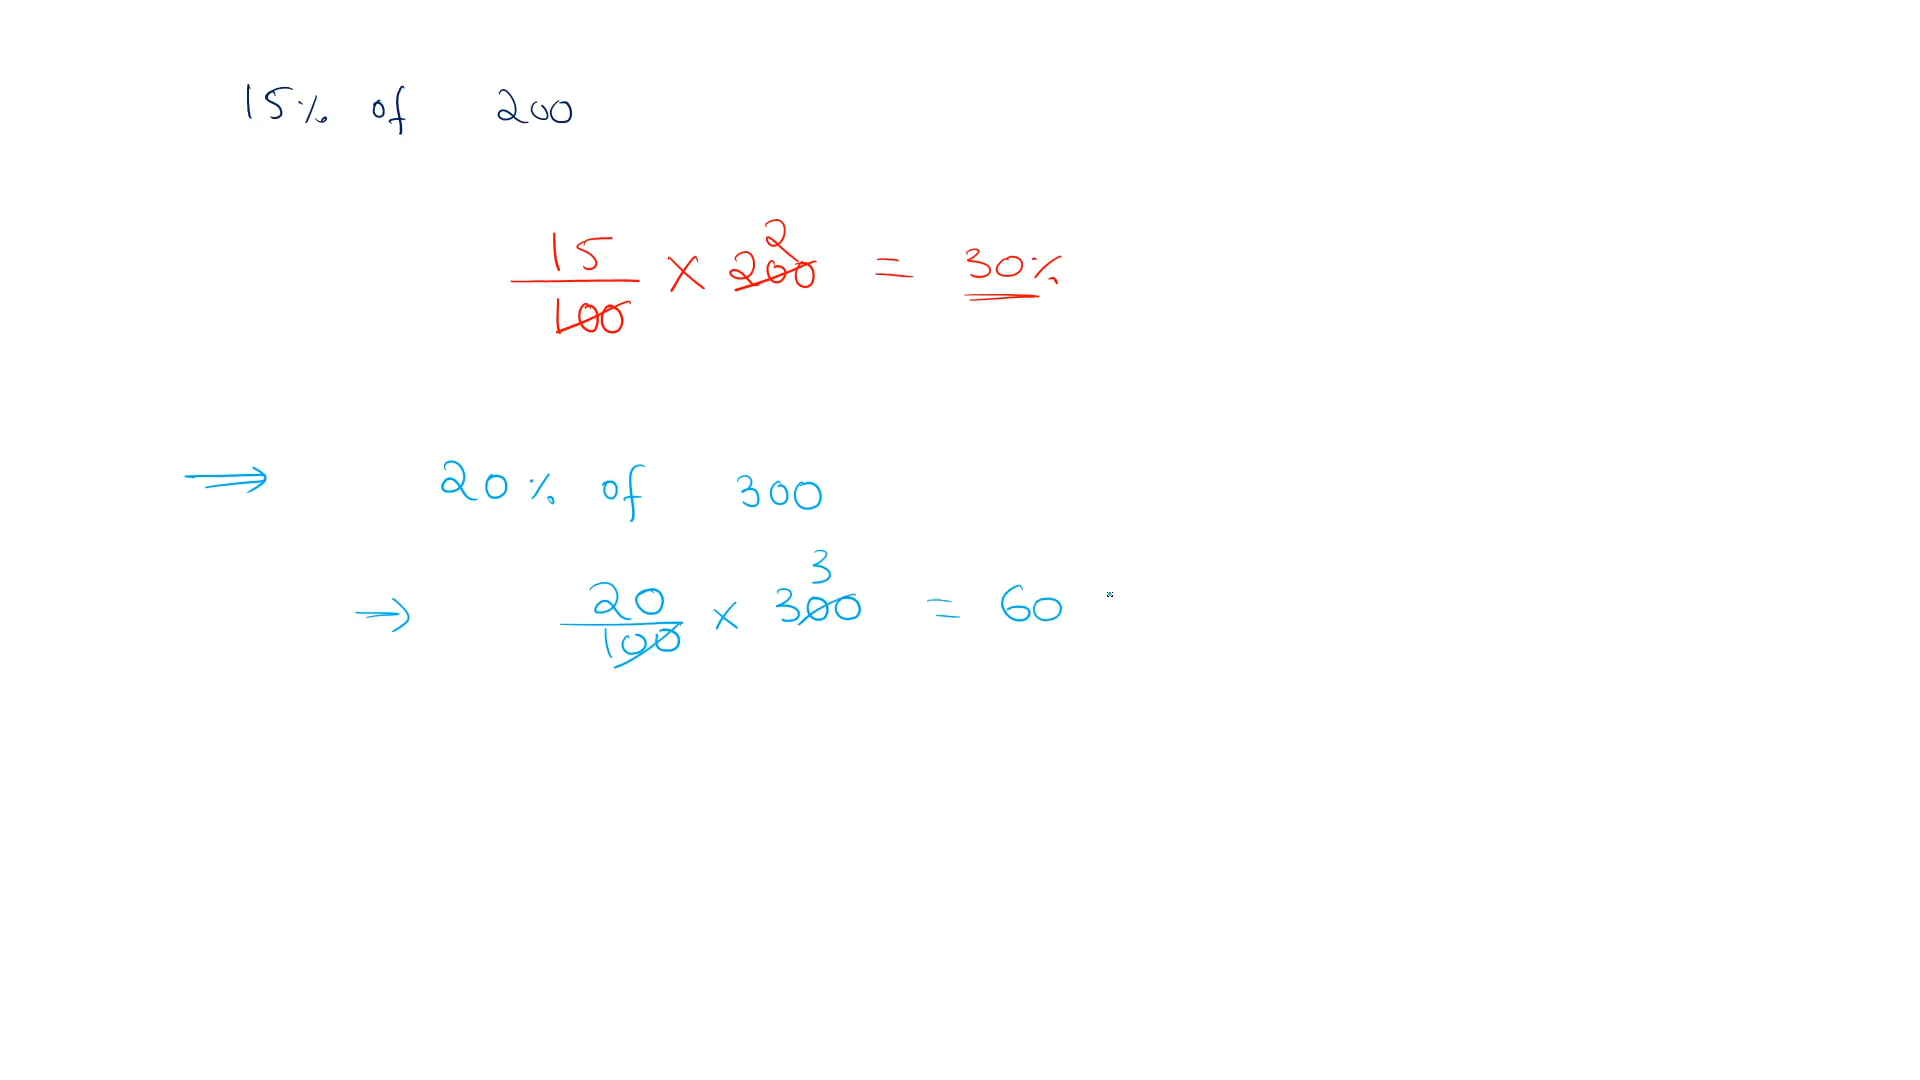 15% of 200
2
15
× 200 = 30%
100
⇒ 20% of 300
3
20
⇒ × 300 = 60
100